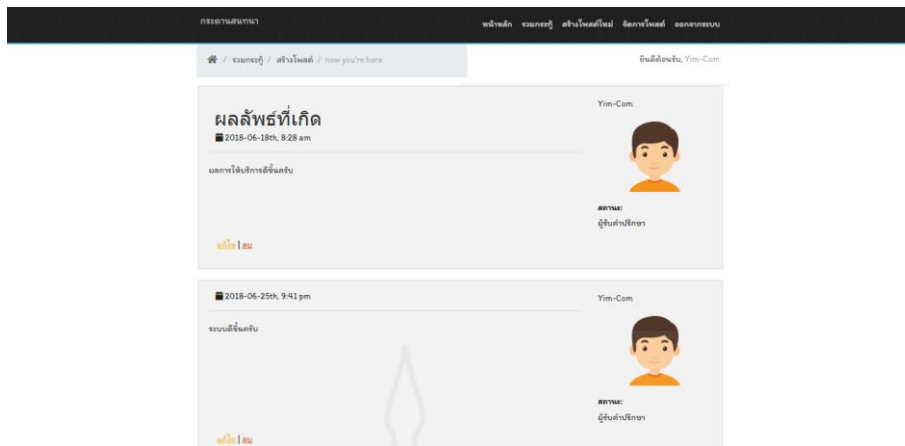 กระดานสนทนา
หน้าหลัก รวมกระทู้ สร้างโพสต์ใหม่ จัดการโพสต์ ออกจากระบบ
/ รวมกระทู้ / สร้างโพสต์ / now you're here
ยินดีต้อนรับ, Yim-Com
ผลลัพธ์ที่เกิด
2018-06-18th, 8:28 am
ผลการให้บริการดีขึ้นครับ
แก้ไข | ลบ
Yim-Com
สถานะ:
ผู้รับคำปรึกษา
2018-06-25th, 9:41 pm
ระบบดีขึ้นครับ
แก้ไข | ลบ
Yim-Com
สถานะ:
ผู้รับคำปรึกษา